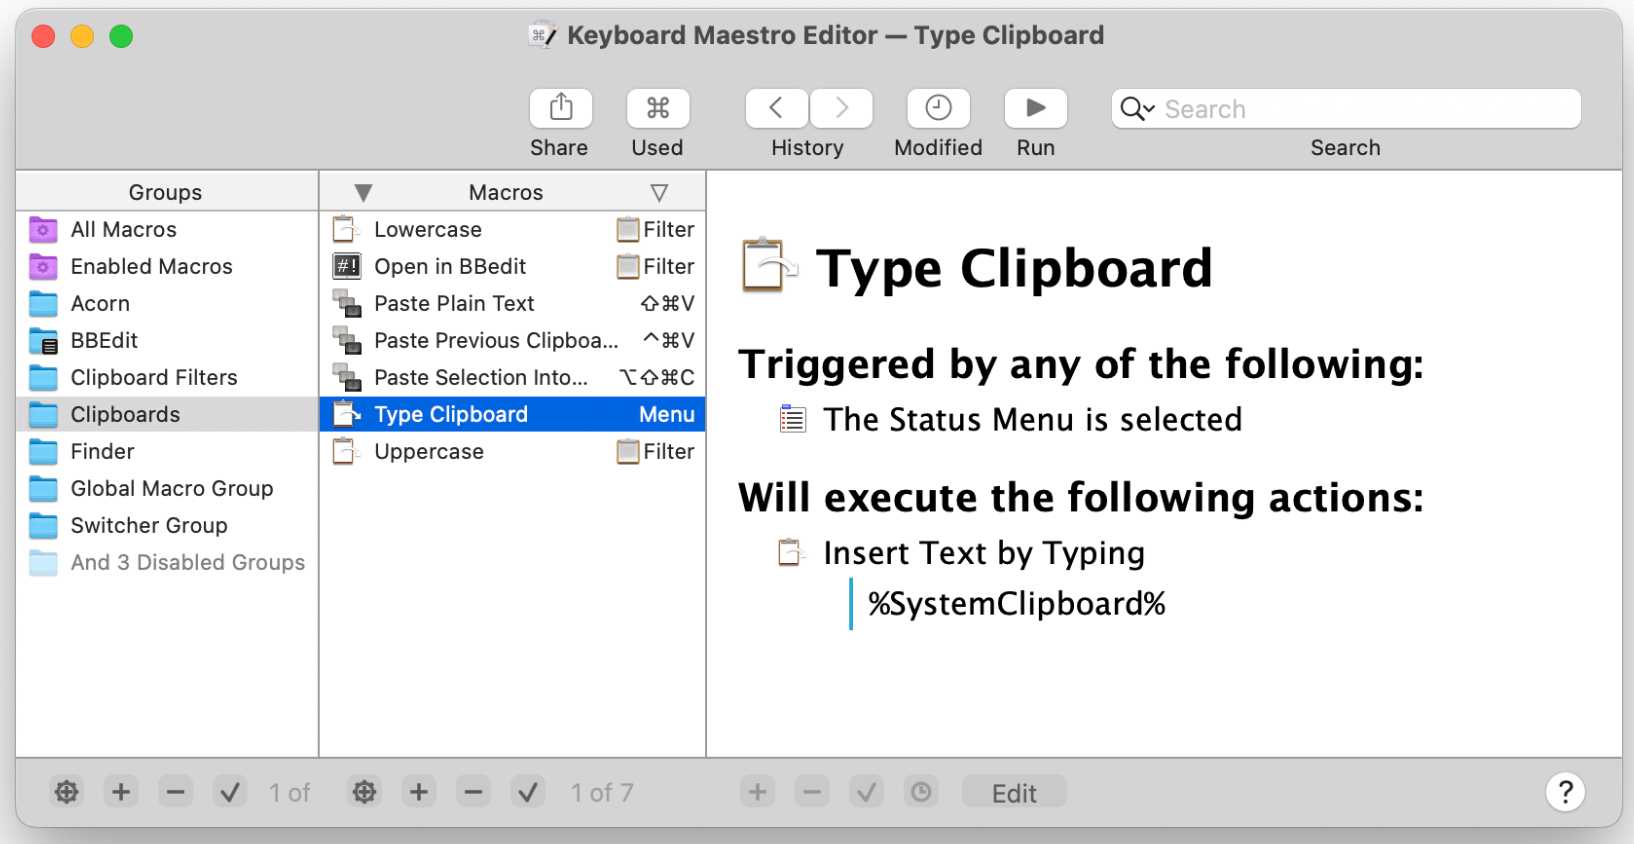 Keyboard Maestro Editor — Type Clipboard
Search
Share
Used
History
Modified
Run
Search
Groups
All Macros
Enabled Macros
Acorn
BBEdit
Clipboard Filters
Clipboards
Finder
Global Macro Group
Switcher Group
And 3 Disabled Groups
▼ Macros ▽
Lowercase Filter
#! Open in BBedit Filter
Paste Plain Text ⇧⌘V
Paste Previous Clipboa... ^⌘V
Paste Selection Into... ⌥⇧⌘C
Type Clipboard Menu
Uppercase Filter
Type Clipboard
Triggered by any of the following:
The Status Menu is selected
Will execute the following actions:
Insert Text by Typing
%SystemClipboard%
1 of
1 of 7
Edit
?